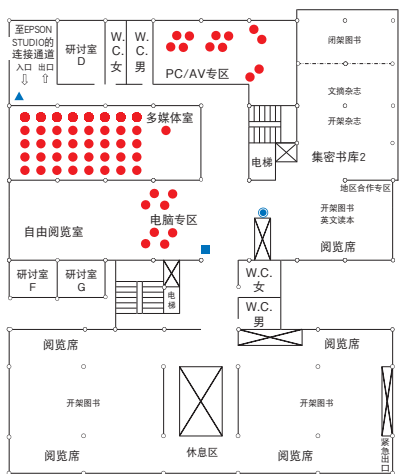 至EPSON
STUDIO的
连接通道
入口 出口
研讨室
D
W.
C.
女
W.
C.
男
PC/AV专区
闭架图书
文摘杂志
开架杂志
集密书库2
多媒体室
电梯
地区合作专区
开架图书
英文读本
阅览席
电脑专区
自由阅览室
研讨室
F
研讨室
G
电
梯
W.C.
女
W.C.
男
阅览席
阅览席
开架图书
开架图书
阅览席
休息区
阅览席
紧
急
出
口